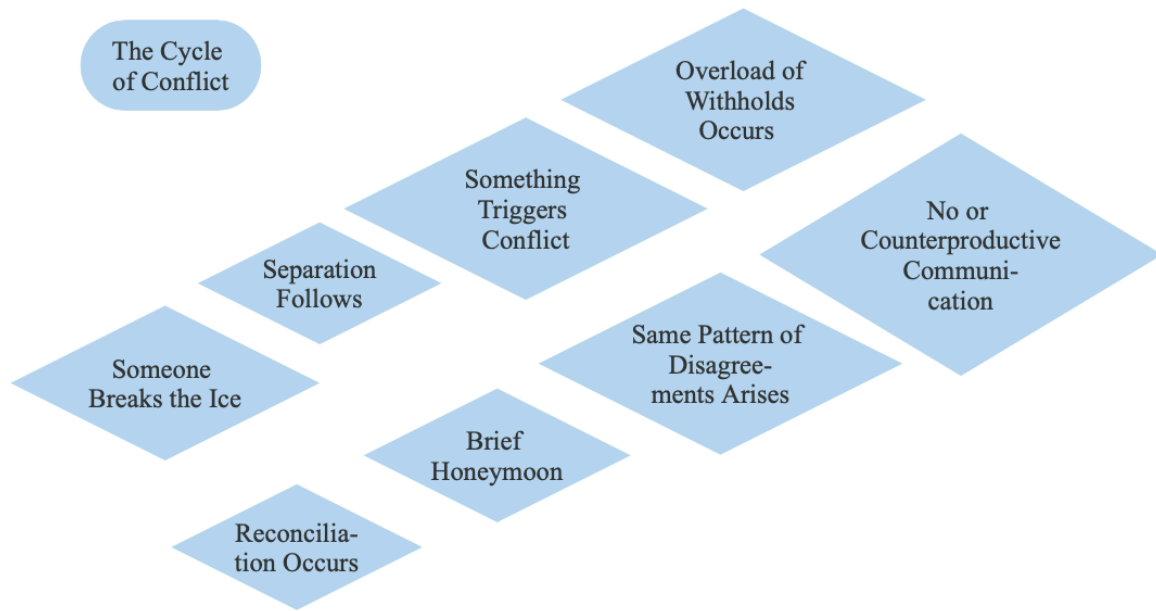 The Cycle
of Conflict
Overload of
Withholds
Occurs
Something
Triggers
Conflict
No or
Counterproductive
Communi-
cation
Separation
Follows
Same Pattern of
Disagree-
ments Arises
Someone
Breaks the Ice
Brief
Honeymoon
Reconcilia-
tion Occurs